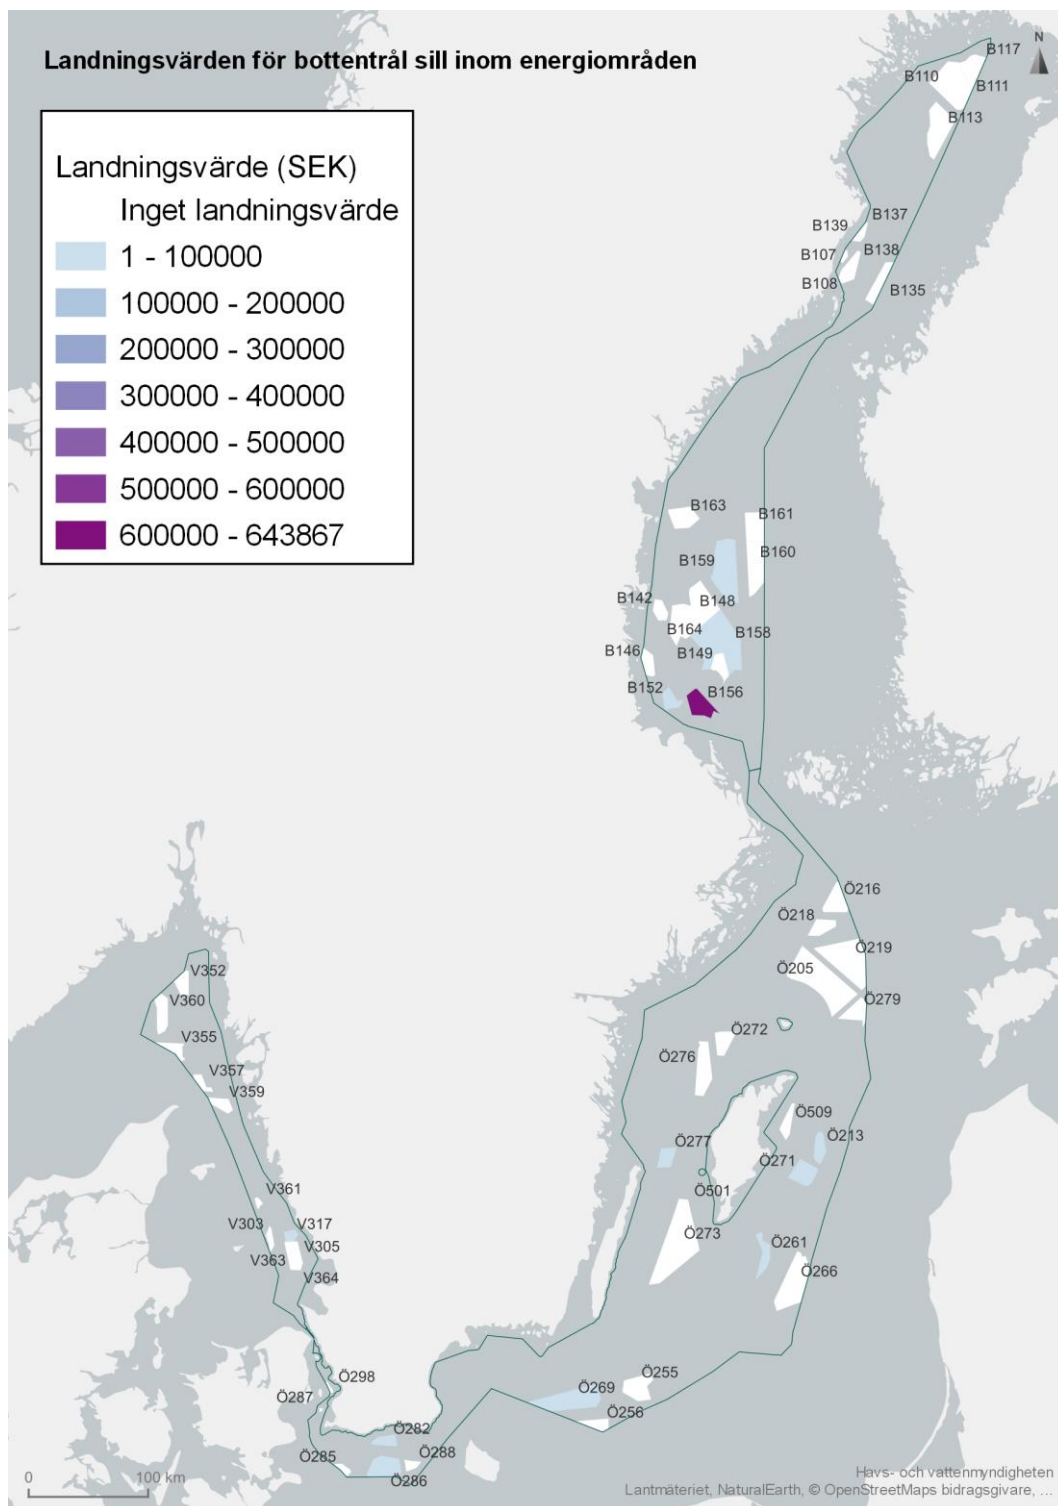 Landningsvärden för bottentrål sill inom energiområden
N
Landningsvärde (SEK)
Inget landningsvärde
1 - 100000
100000 - 200000
200000 - 300000
300000 - 400000
400000 - 500000
500000 - 600000
600000 - 643867
B117
B110
B111
B113
B137
B139
B138
B107
B108
B135
B163
B161
B159
B160
B142
B148
B164
B158
B146
B149
B152
B156
Ö216
Ö218
Ö219
Ö205
Ö279
V352
V360
V355
V357
V359
Ö272
Ö276
Ö509
Ö213
Ö277
Ö271
Ö501
V361
V303
V317
V305
V363
V364
Ö273
Ö261
Ö266
Ö298
Ö287
Ö255
Ö269
Ö256
Ö282
Ö285
Ö288
Ö286
0 100 km
Havs- och vattenmyndigheten
Lantmäteriet, NaturalEarth, © OpenStreetMaps bidragsgivare, ...